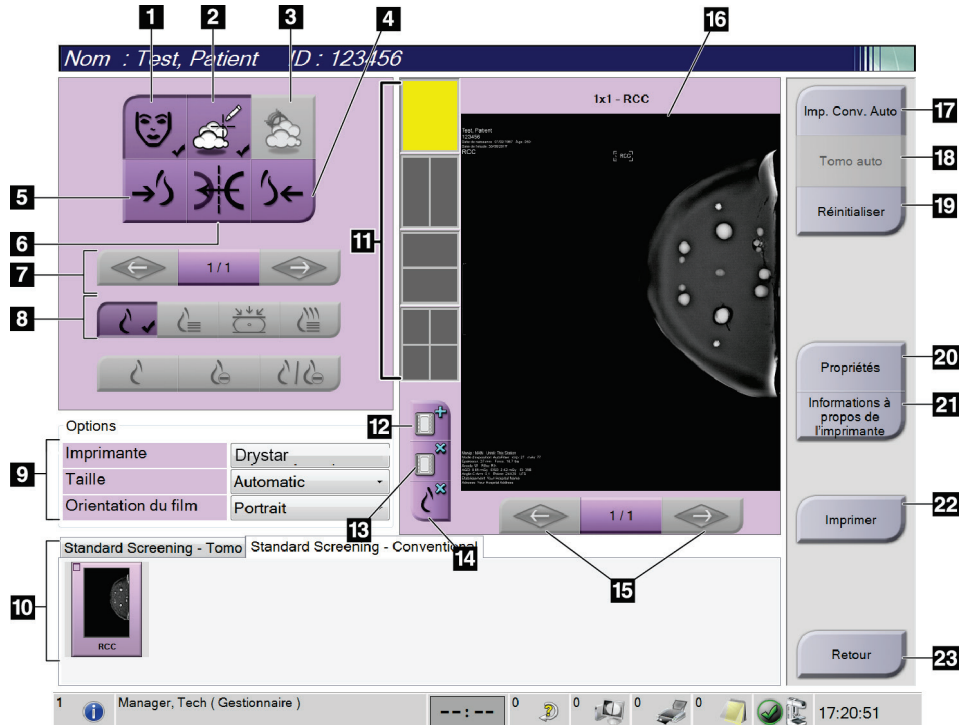 1 2 3 4 16
Nom : Test, Patient ID : 123456
1x1 - RCC
Test, Patient
123456
RCC
RCC
Imp. Conv. Auto 17
Tomo auto 18
Réinitialiser 19
5
6
11
7 1 / 1
8
Propriétés 20
Informations à
propos de
l'imprimante
21
Options
12
9
Imprimante Drystar
Taille Automatic
Orientation du film Portrait
13
14
1 / 1
15
Imprimer 22
Standard Screening - Tomo Standard Screening - Conventional
10
RCC
Retour 23
1 Manager, Tech ( Gestionnaire ) --:-- 0 0 0 0 17:20:51